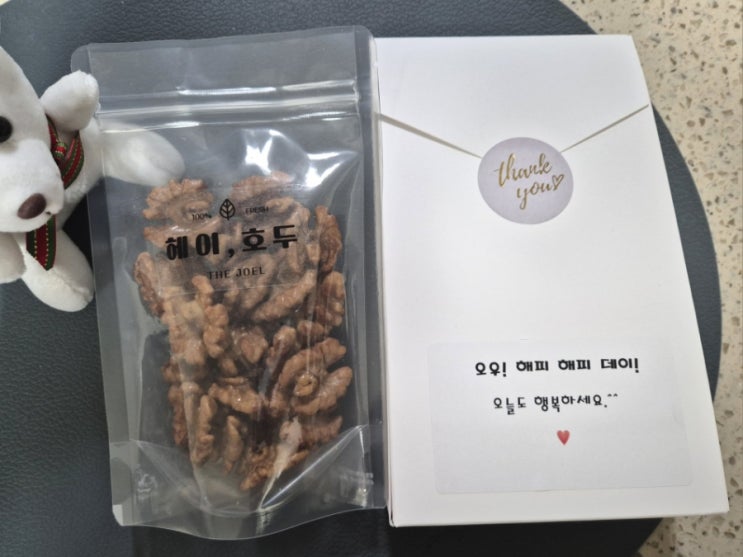 100% FRESH
헤이, 호두
THE JOEL
thank
you
오우! 해피 해피 데이!
오늘도 행복하세요.^^